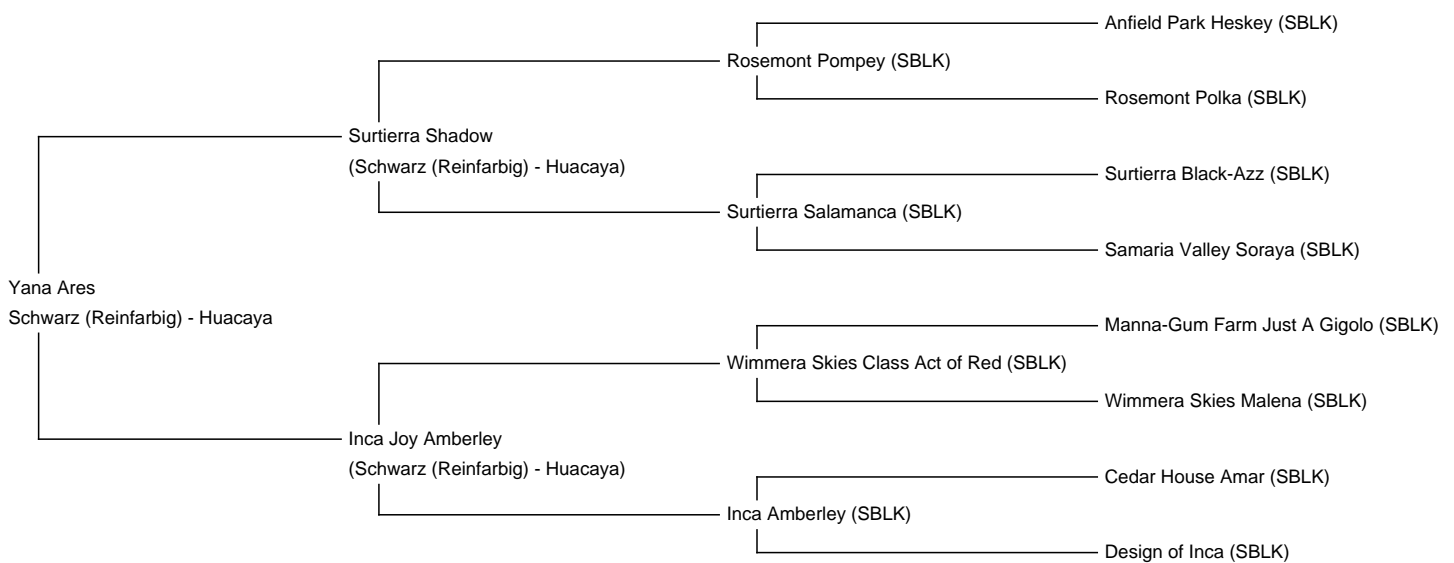 Anfield Park Heskey (SBLK)
Rosemont Pompey (SBLK)
Rosemont Polka (SBLK)
Surtierra Shadow
(Schwarz (Reinfarbig) - Huacaya)
Surtierra Black-Azz (SBLK)
Surtierra Salamanca (SBLK)
Samaria Valley Soraya (SBLK)
Yana Ares
Schwarz (Reinfarbig) - Huacaya
Manna-Gum Farm Just A Gigolo (SBLK)
Wimmera Skies Class Act of Red (SBLK)
Wimmera Skies Malena (SBLK)
Inca Joy Amberley
(Schwarz (Reinfarbig) - Huacaya)
Cedar House Amar (SBLK)
Inca Amberley (SBLK)
Design of Inca (SBLK)